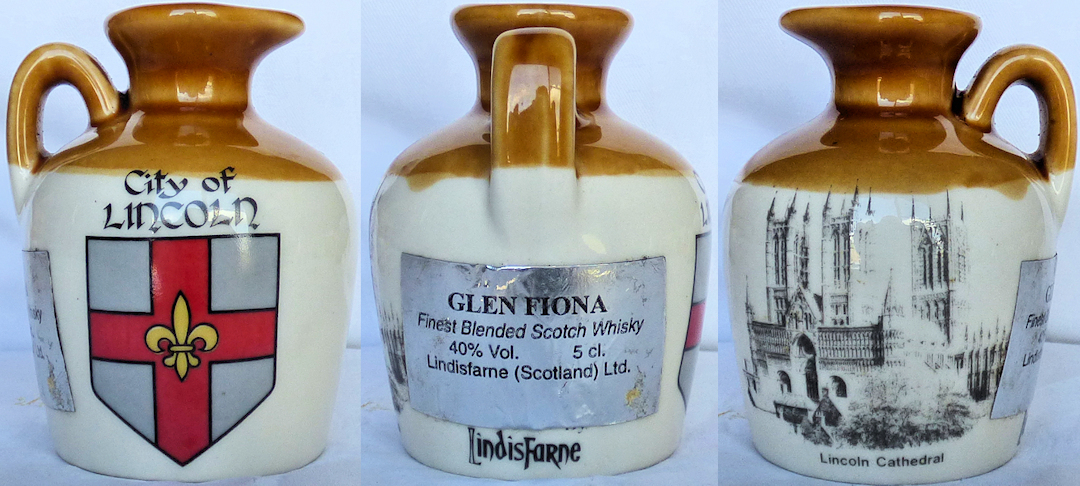 City of
LINCOLN
GLEN FIONA
Finest Blended Scotch Whisky
40% Vol. 5 cl.
Lindisfarne (Scotland) Ltd.
Lindisfarne
Lincoln Cathedral